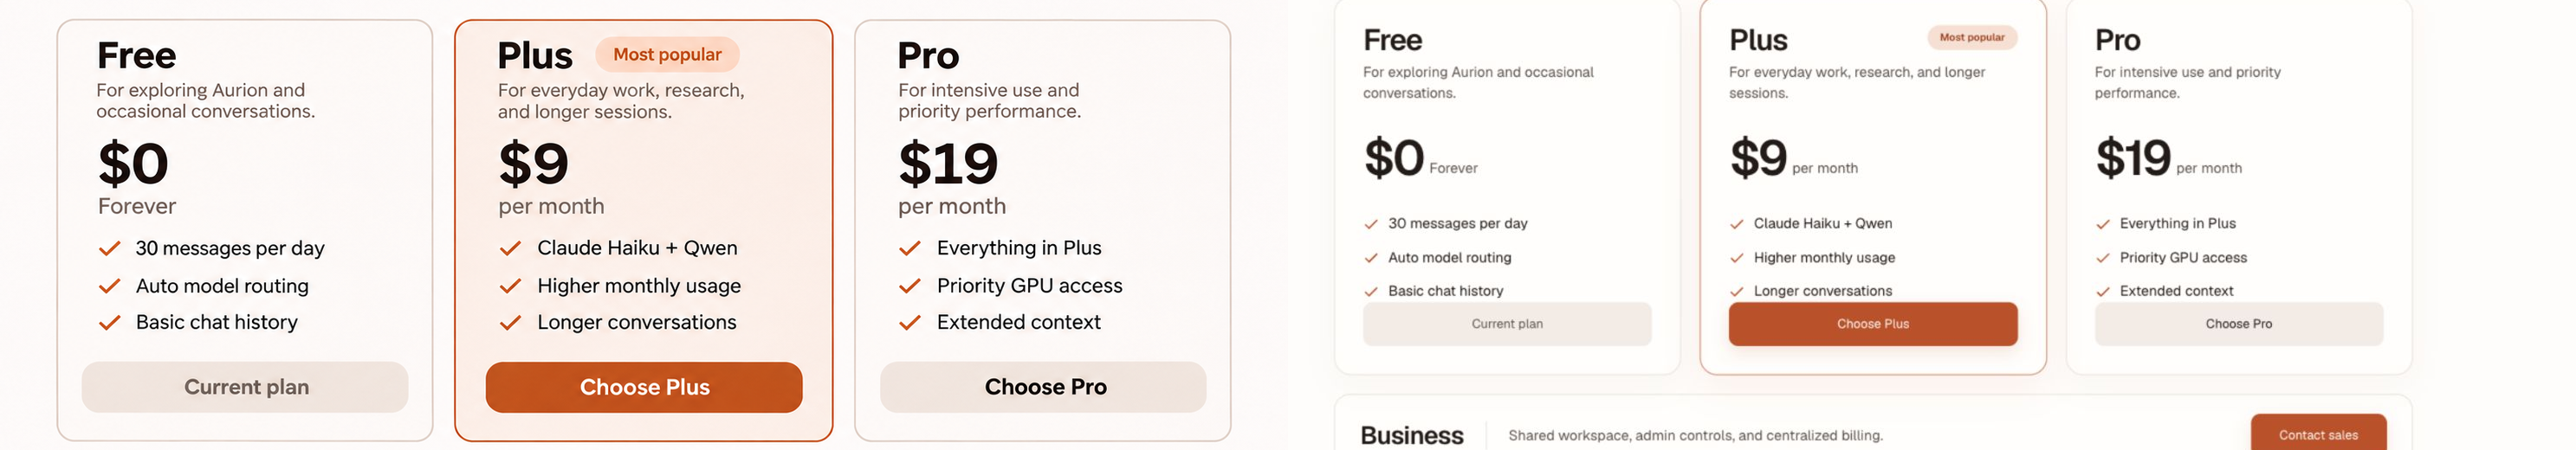 Free
For exploring Aurion and
occasional conversations.
$0
Forever
30 messages per day
Auto model routing
Basic chat history
Current plan
Plus
Most popular
For everyday work, research,
and longer sessions.
$9
per month
Claude Haiku + Qwen
Higher monthly usage
Longer conversations
Choose Plus
Pro
For intensive use and
priority performance.
$19
per month
Everything in Plus
Priority GPU access
Extended context
Choose Pro
Free
For exploring Aurion and occasional
conversations.
$0 Forever
30 messages per day
Auto model routing
Basic chat history
Current plan
Plus
Most popular
For everyday work, research, and longer
sessions.
$9 per month
Claude Haiku + Qwen
Higher monthly usage
Longer conversations
Choose Plus
Pro
For intensive use and priority
performance.
$19 per month
Everything in Plus
Priority GPU access
Extended context
Choose Pro
Business
Shared workspace, admin controls, and centralized billing.
Contact sales